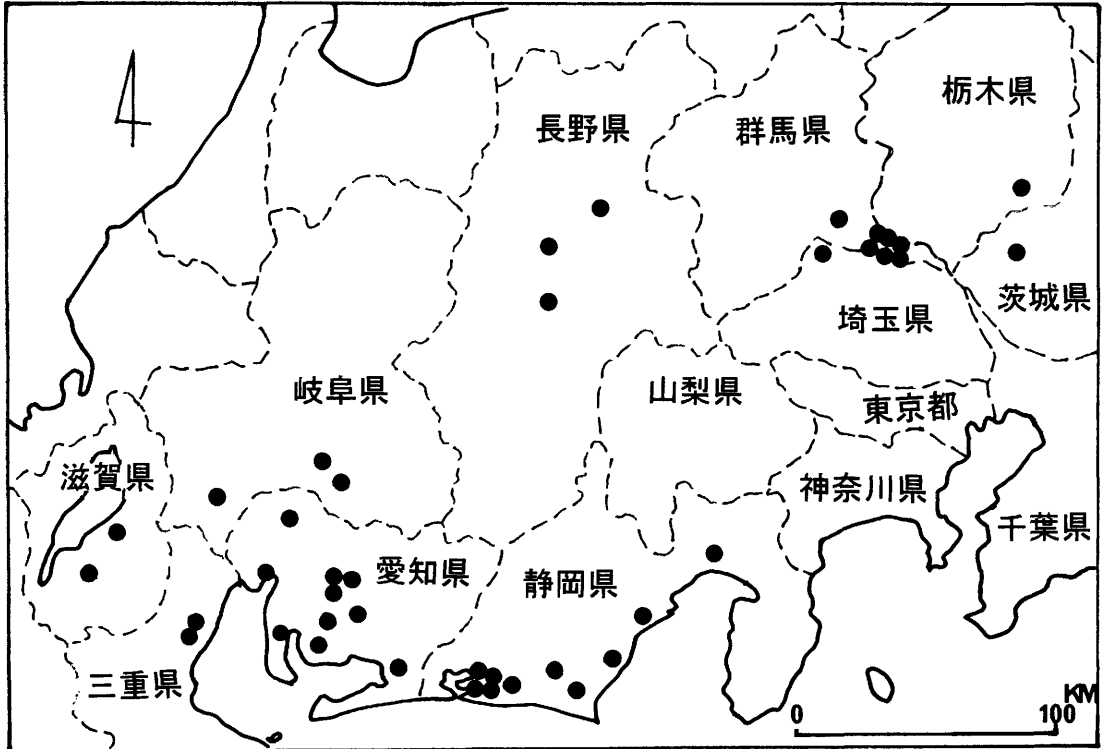 栃木県
長野県
群馬県
茨城県
埼玉県
岐阜県
山梨県
東京都
滋賀県
神奈川県
千葉県
愛知県
静岡県
三重県
KM
0 100